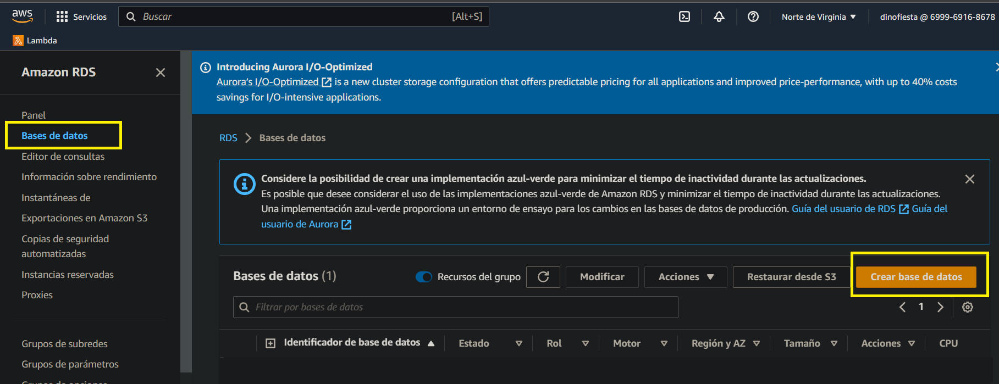 aws
Servicios
Buscar
[Alt+S]
Norte de Virginia
dinofiesta @ 6999-6916-8678
Lambda
Amazon RDS
Panel
Bases de datos
Editor de consultas
Información sobre rendimiento
Instantáneas de
Exportaciones en Amazon S3
Copias de seguridad
automatizadas
Instancias reservadas
Proxies
Grupos de subredes
Grupos de parámetros
Grupos de opciones
Introducing Aurora I/O-Optimized
Aurora's I/O-Optimized is a new cluster storage configuration that offers predictable pricing for all applications and improved price-performance, with up to 40% costs
savings for I/O-intensive applications.
RDS > Bases de datos
Considere la posibilidad de crear una implementación azul-verde para minimizar el tiempo de inactividad durante las actualizaciones.
Es posible que desee considerar el uso de las implementaciones azul-verde de Amazon RDS y minimizar el tiempo de inactividad durante las actualizaciones.
Una implementación azul-verde proporciona un entorno de ensayo para los cambios en las bases de datos de producción. Guía del usuario de RDS Guía del
usuario de Aurora
Bases de datos (1)
Recursos del grupo
Modificar
Acciones
Restaurar desde S3
Crear base de datos
Filtrar por bases de datos
1
Identificador de base de datos
Estado
Rol
Motor
Región y AZ
Tamaño
Acciones
CPU